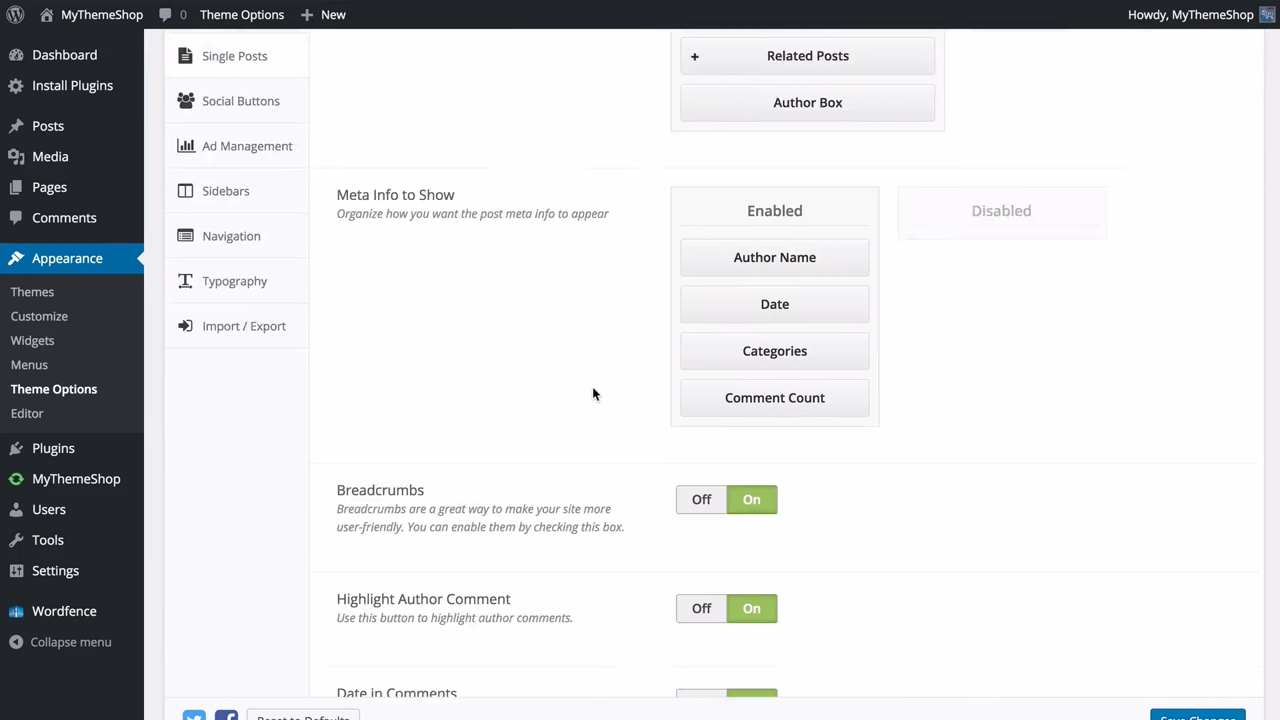 MyThemeShop
0
Theme Options
New
Howdy, MyThemeShop
Dashboard
Install Plugins
Posts
Media
Pages
Comments
Appearance
Themes
Customize
Widgets
Menus
Theme Options
Editor
Plugins
MyThemeShop
Users
Tools
Settings
Wordfence
Collapse menu
Single Posts
Social Buttons
Ad Management
Sidebars
Navigation
Typography
Import / Export
+ Related Posts
Author Box
Meta Info to Show
Organize how you want the post meta info to appear
Enabled
Author Name
Date
Categories
Comment Count
Disabled
Breadcrumbs
Breadcrumbs are a great way to make your site more
user-friendly. You can enable them by checking this box.
Off On
Highlight Author Comment
Use this button to highlight author comments.
Off On
Date in Comments
Reset to Defaults
Save Changes